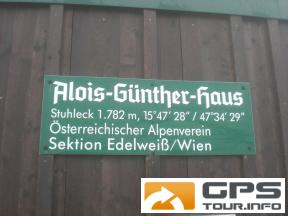 Alois-Günther-Haus
Stuhleck 1.782 m, 15°47' 28" / 47°34' 29"
Österreichischer Alpenverein
Sektion Edelweiß/Wien
GPS
TOUR.INFO